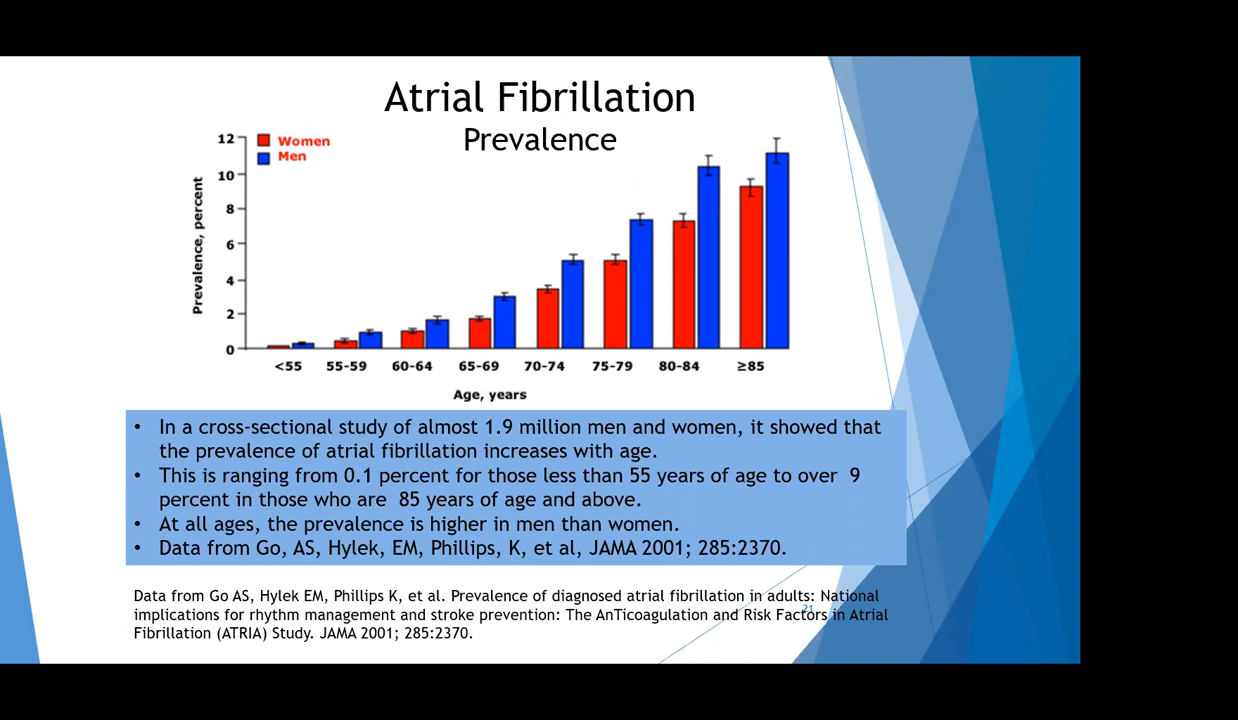 Atrial Fibrillation
Prevalence
Women
Men
12
10
8
6
4
2
0
Prevalence, percent
<55 55-59 60-64 65-69 70-74 75-79 80-84 ≥85
Age, years
• In a cross-sectional study of almost 1.9 million men and women, it showed that
the prevalence of atrial fibrillation increases with age.
• This is ranging from 0.1 percent for those less than 55 years of age to over 9
percent in those who are 85 years of age and above.
• At all ages, the prevalence is higher in men than women.
• Data from Go, AS, Hylek, EM, Phillips, K, et al, JAMA 2001; 285:2370.
Data from Go AS, Hylek EM, Phillips K, et al. Prevalence of diagnosed atrial fibrillation in adults: National
implications for rhythm management and stroke prevention: The AnTicoagulation and Risk Factors in Atrial
Fibrillation (ATRIA) Study. JAMA 2001; 285:2370.
21